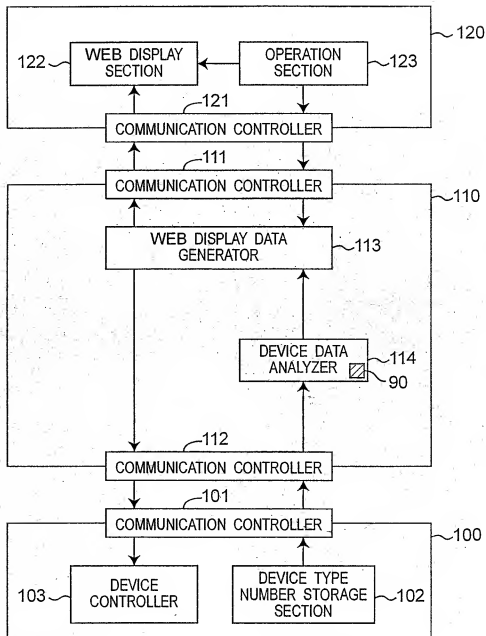 120
122
WEB DISPLAY
SECTION
OPERATION
SECTION
123
121
COMMUNICATION CONTROLLER
111
COMMUNICATION CONTROLLER
110
WEB DISPLAY DATA
GENERATOR
113
DEVICE DATA
ANALYZER
114
90
112
COMMUNICATION CONTROLLER
101
COMMUNICATION CONTROLLER
100
103
DEVICE
CONTROLLER
DEVICE TYPE
NUMBER STORAGE
SECTION
102